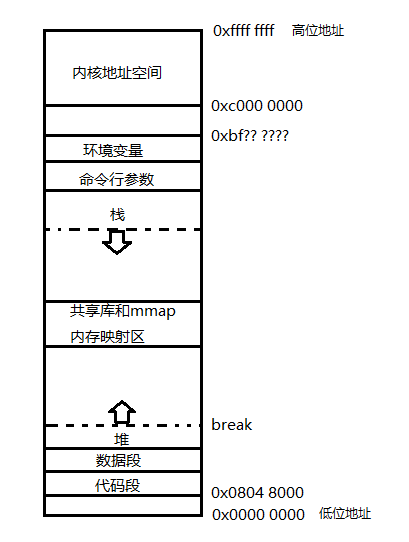 0xffff ffff 高位地址
内核地址空间
0xc000 0000
0xbf?? ????
环境变量
命令行参数
栈
共享库和mmap
内存映射区
break
堆
数据段
代码段
0x0804 8000
0x0000 0000 低位地址